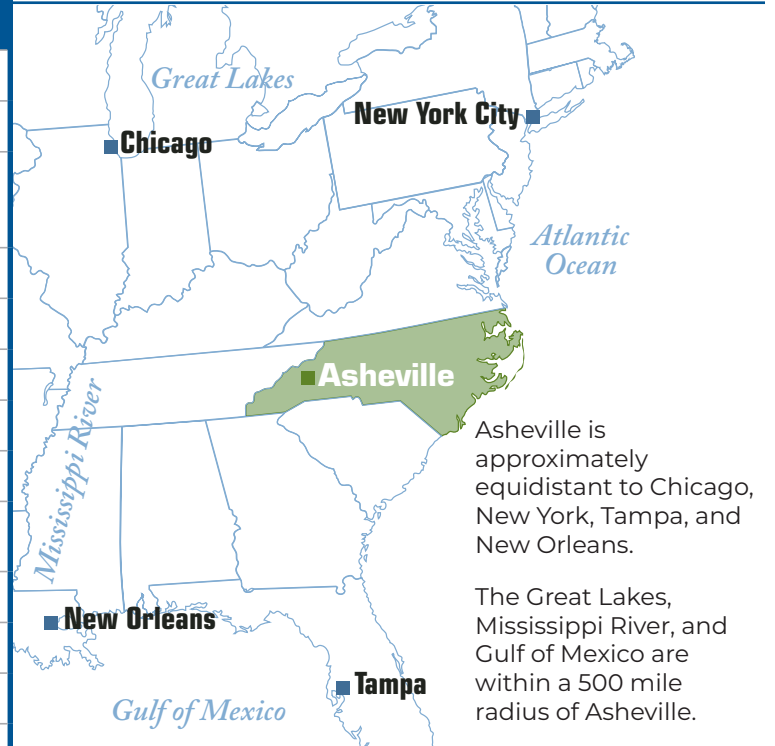 Great Lakes
New York City
Chicago
Atlantic
Ocean
Asheville
Mississippi River
Asheville is
approximately
equidistant to Chicago,
New York, Tampa, and
New Orleans.
The Great Lakes,
Mississippi River, and
Gulf of Mexico are
within a 500 mile
radius of Asheville.
New Orleans
Tampa
Gulf of Mexico